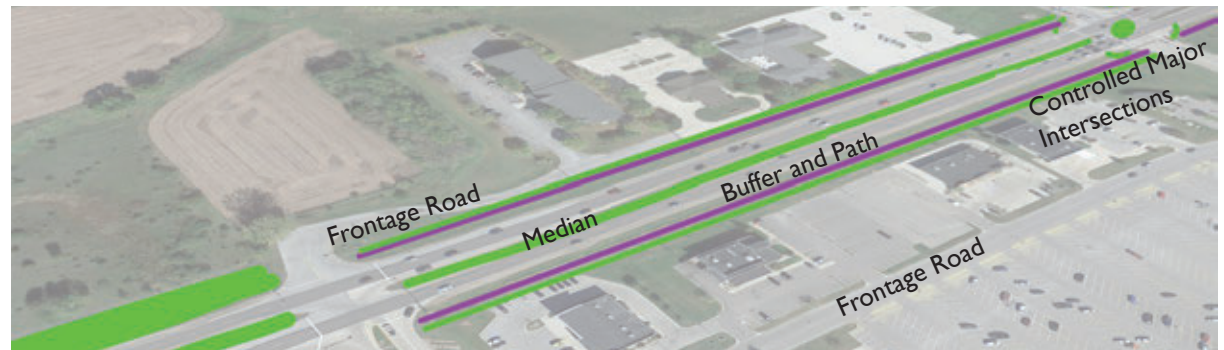 Controlled Major
Intersections
Buffer and Path
Frontage Road
Median
Frontage Road